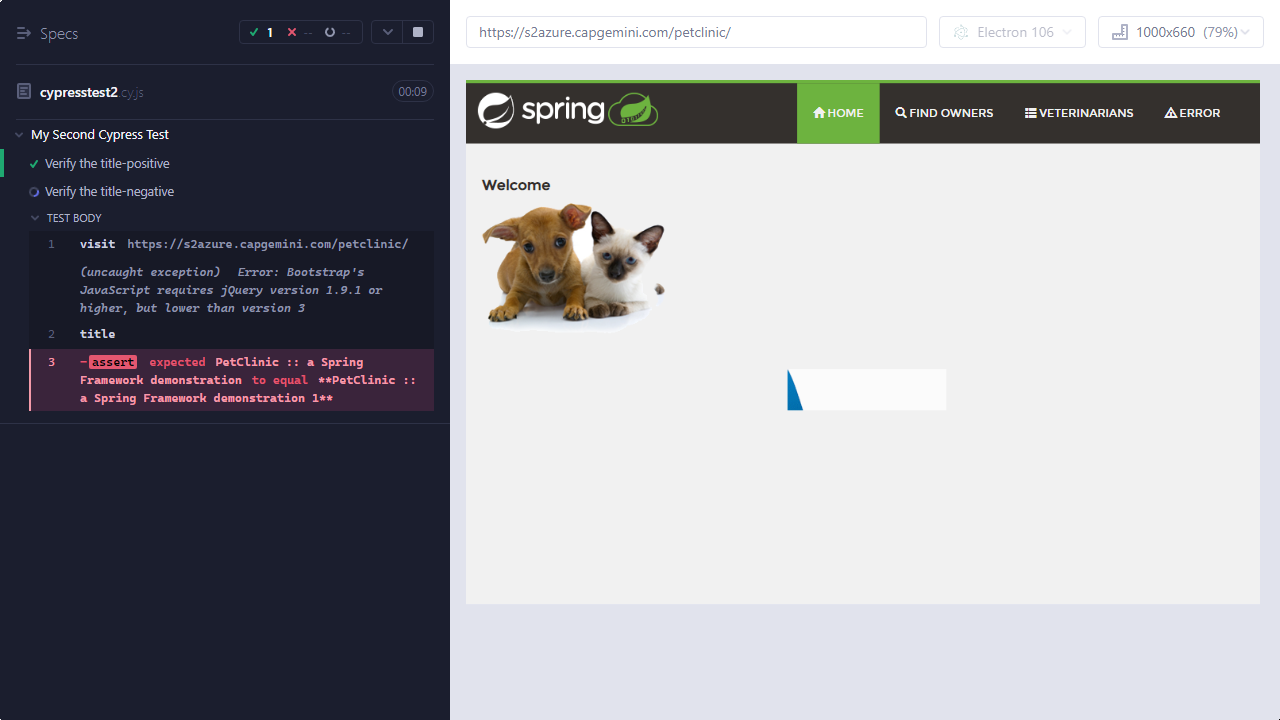 Specs
1 -- --
cypresstest2.cy.js
00:09
My Second Cypress Test
Verify the title-positive
Verify the title-negative
TEST BODY
1 visit https://s2azure.capgemini.com/petclinic/
(uncaught exception) Error: Bootstrap's
JavaScript requires jQuery version 1.9.1 or
higher, but lower than version 3
2 title
3 -assert expected PetClinic :: a Spring
Framework demonstration to equal **PetClinic ::
a Spring Framework demonstration 1**
https://s2azure.capgemini.com/petclinic/
Electron 106
1000x660 (79%)
spring
HOME
FIND OWNERS
VETERINARIANS
ERROR
Welcome